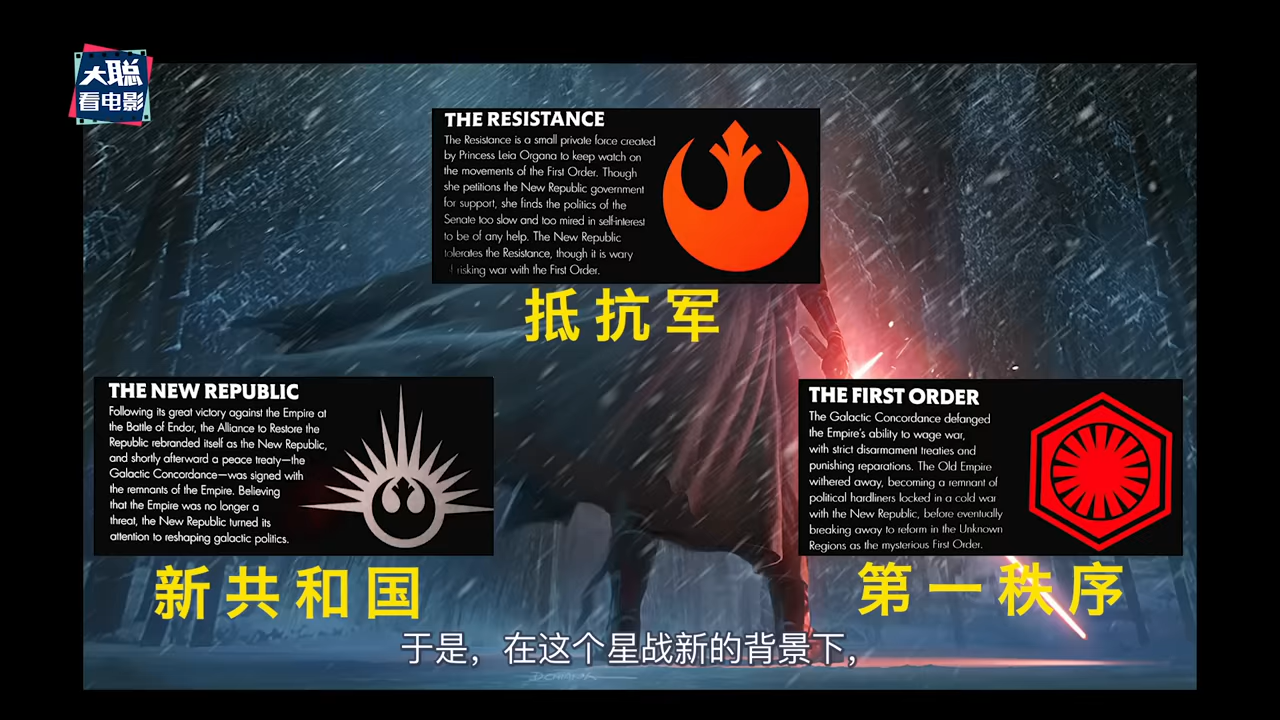 大聪
看电影
THE RESISTANCE
The Resistance is a small private force created
by Princess Leia Organa to keep watch on
the movements of the First Order. Though
she petitions the New Republic government
for support, she finds the politics of the
Senate too slow and too mired in self-interest
to be of any help. The New Republic
tolerates the Resistance, though it is wary
risking war with the First Order.
抵抗军
THE NEW REPUBLIC
Following its great victory against the Empire at
the Battle of Endor, the Alliance to Restore the
Republic rebranded itself as the New Republic,
and shortly afterward a peace treaty—the
Galactic Concordance—was signed with
the remnants of the Empire. Believing
that the Empire was no longer a
threat, the New Republic turned its
attention to reshaping galactic politics.
新共和国
THE FIRST ORDER
The Galactic Concordance defanged
the Empire's ability to wage war,
with strict disarmament treaties and
punishing reparations. The Old Empire
withered away, becoming a remnant of
political hardliners locked in a cold war
with the New Republic, before eventually
breaking away to reform in the Unknown
Regions as the mysterious First Order.
第一秩序
于是，在这个星战新的背景下，